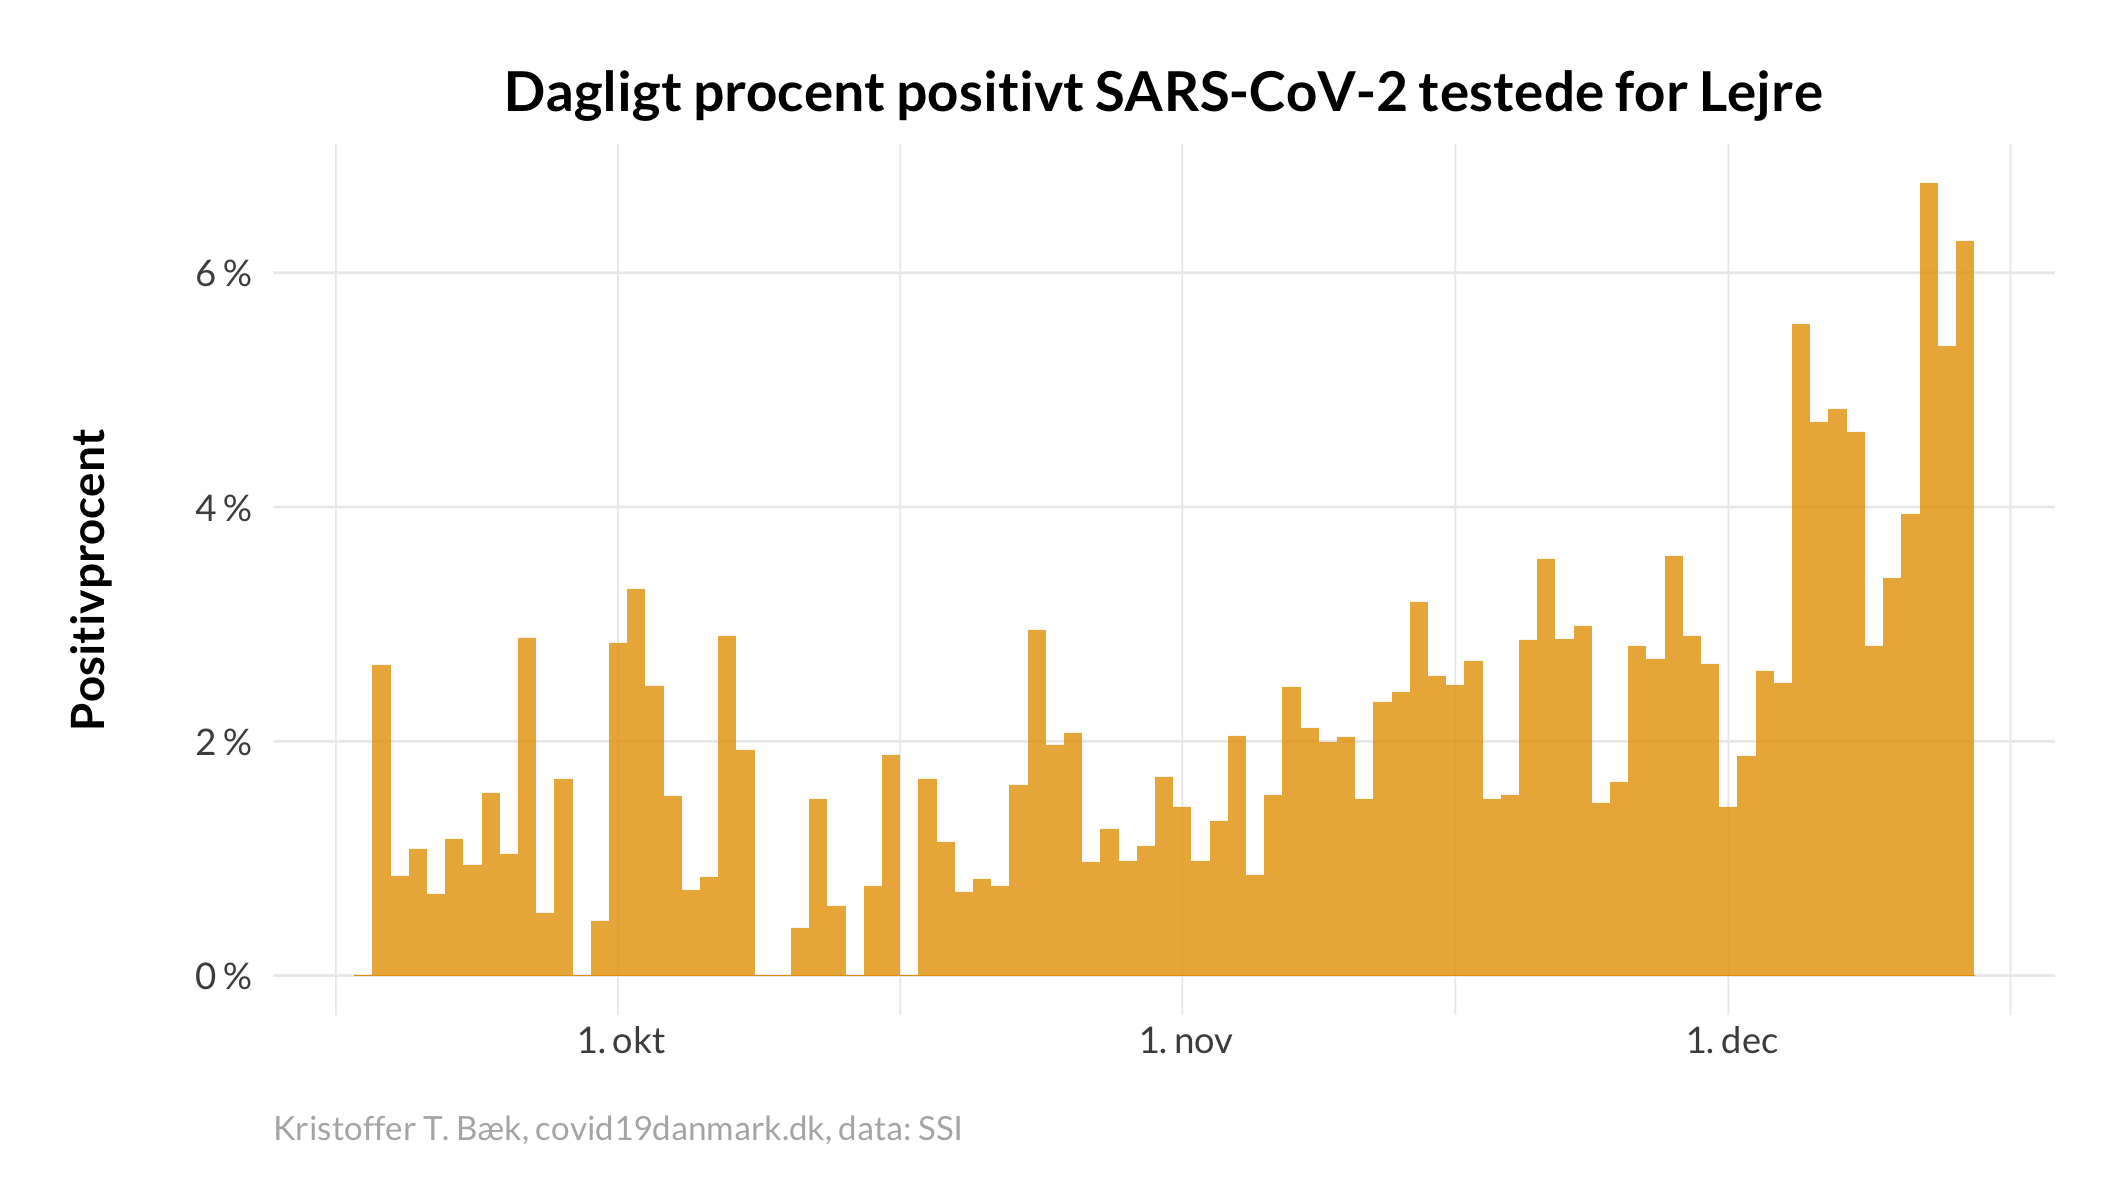 Dagligt procent positivt SARS-CoV-2 testede for Lejre
Positivprocent
6 %
4 %
2 %
0 %
1. okt
1. nov
1. dec
Kristoffer T. Bæk, covid19danmark.dk, data: SSI